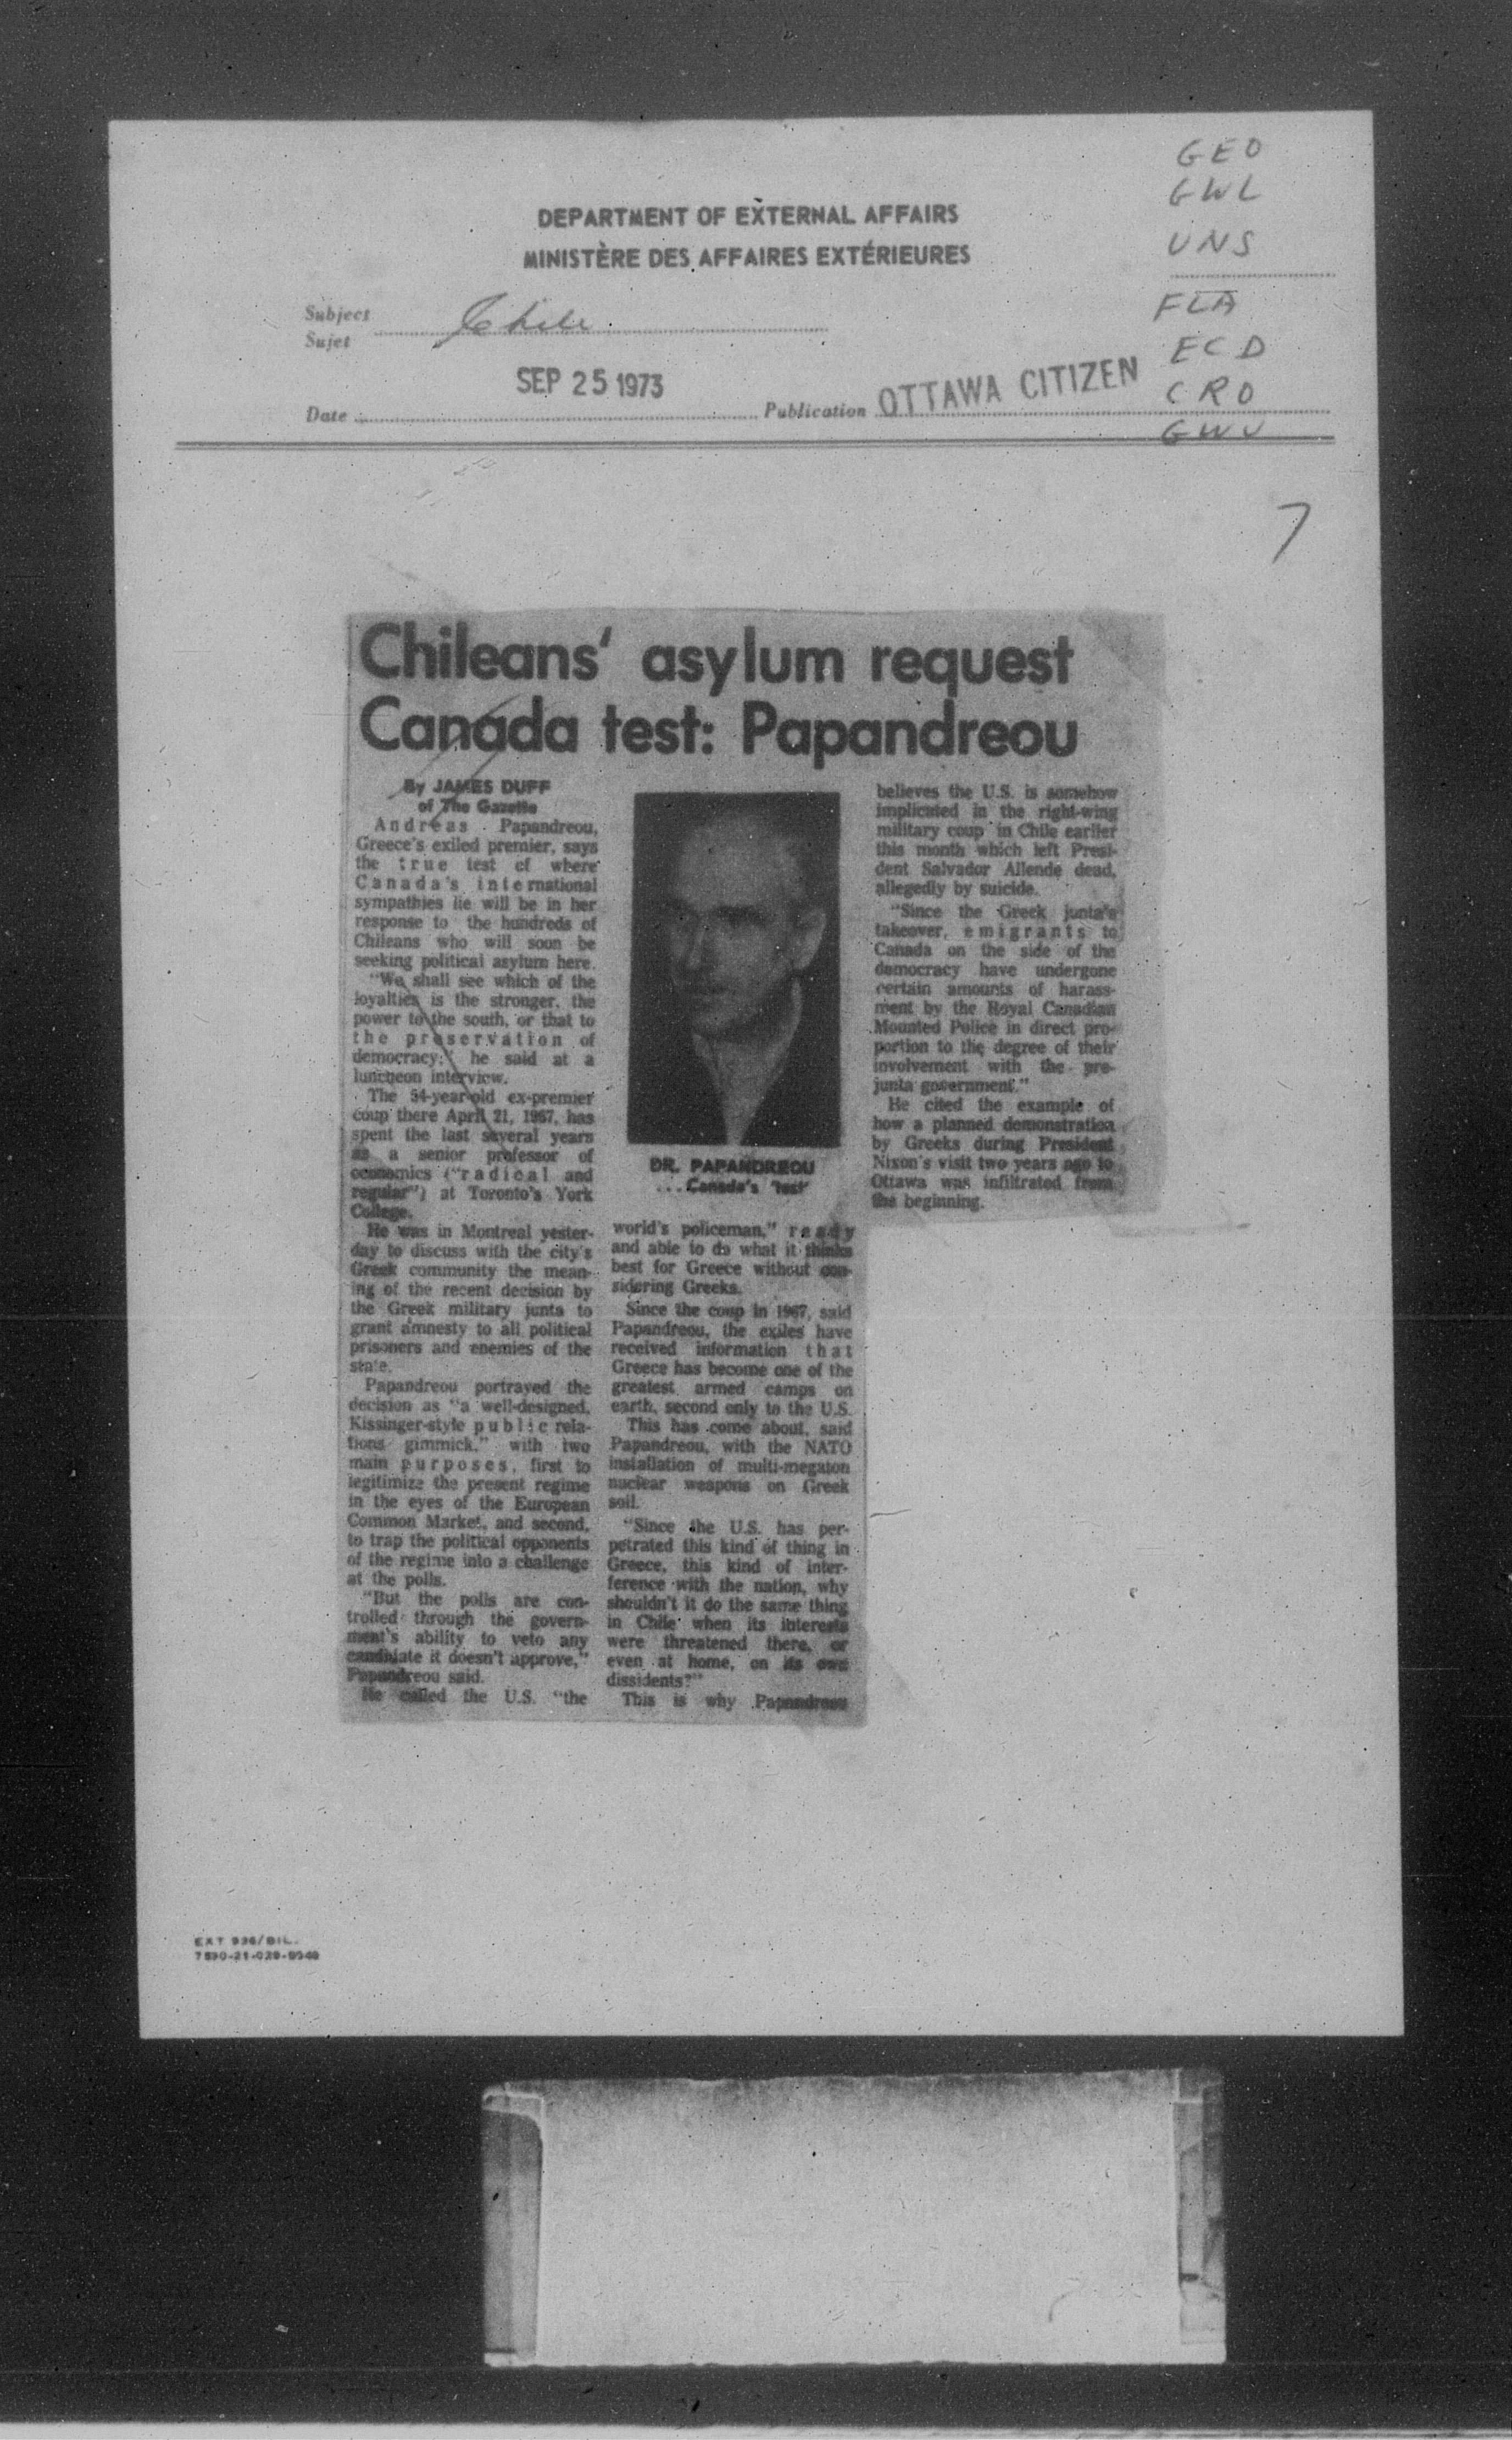 GEO
GWL
UNS
DEPARTMENT OF EXTERNAL AFFAIRS
MINISTÈRE DES AFFAIRES EXTÉRIEURES
FLA
ECD
CRO
GWU
Subject
Sujet
Chile
SEP 25 1973
Date
Publication
OTTAWA CITIZEN
7
Chileans' asylum request
Canada test: Papandreou
By JAMES DUFF
of The Gazette
Andreas Papandreou,
Greece's exiled premier, says
the true test of where
Canada's international
sympathies lie will be in her
response to the hundreds of
Chileans who will soon be
seeking political asylum here.
"We shall see which of the
loyalties is the stronger, the
power to the south, or that to
the preservation of
democracy," he said at a
luncheon interview.
The 54-year-old ex-premier
coup there April 21, 1967, has
spent the last several years
as a senior professor of
economics ("radical and
regular") at Toronto's York
College.
He was in Montreal yester-
day to discuss with the city's
Greek community the mean-
ing of the recent decision by
the Greek military junta to
grant amnesty to all political
prisoners and enemies of the
state.
Papandreou portrayed the
decision as "a well-designed,
Kissinger-style public rela-
tions gimmick," with two
main purposes, first to
legitimize the present regime
in the eyes of the European
Common Market, and second,
to trap the political opponents
of the regime into a challenge
at the polls.
"But the polls are con-
trolled through the govern-
ment's ability to veto any
candidate it doesn't approve,"
Papandreou said.
He called the U.S. "the
DR. PAPANDREOU
... Canada's 'test'
world's policeman," ready
and able to do what it thinks
best for Greece without con-
sidering Greeks.
Since the coup in 1967, said
Papandreou, the exiles have
received information that
Greece has become one of the
greatest armed camps on
earth, second only to the U.S.
This has come about, said
Papandreou, with the NATO
installation of multi-megaton
nuclear weapons on Greek
soil.
"Since the U.S. has per-
petrated this kind of thing in
Greece, this kind of inter-
ference with the nation, why
shouldn't it do the same thing
in Chile when its interests
were threatened there, or
even at home, on its own
dissidents?"
This is why Papandreou
believes the U.S. is somehow
implicated in the right-wing
military coup in Chile earlier
this month which left Presi-
dent Salvador Allende dead,
allegedly by suicide.
"Since the Greek junta's
takeover, emigrants to
Canada on the side of the
democracy have undergone
certain amounts of harass-
ment by the Royal Canadian
Mounted Police in direct pro-
portion to the degree of their
involvement with the pre-
junta government."
He cited the example of
how a planned demonstration
by Greeks during President
Nixon's visit two years ago to
Ottawa was infiltrated from
the beginning.
EXT 936/BIL.